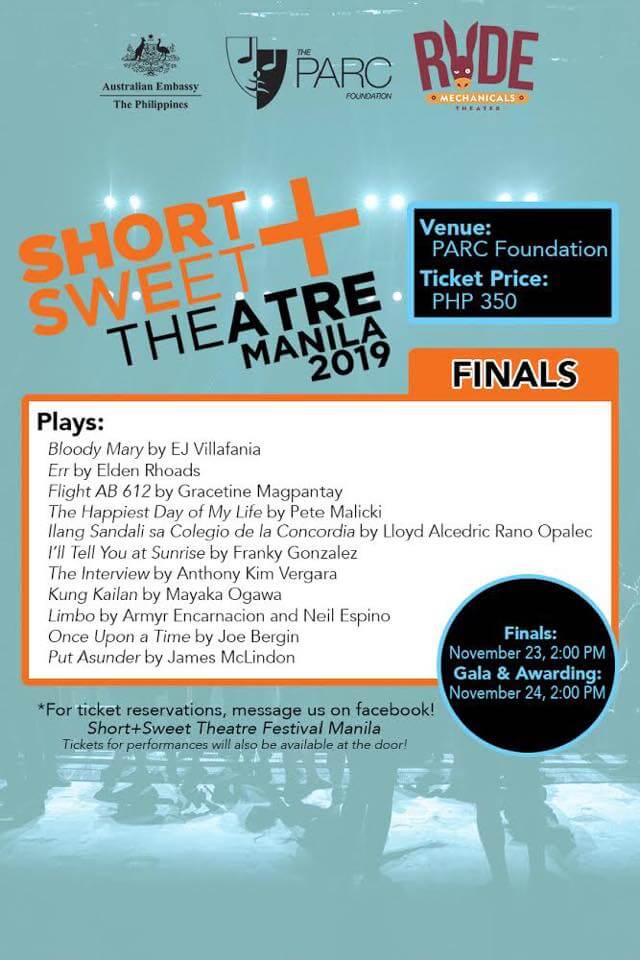 Australian Embassy
The Philippines
THE
PARC
FOUNDATION
RUDE
MECHANICALS
THEATER
SHORT +
SWEET
THEATRE
MANILA
2019
Venue:
PARC Foundation
Ticket Price:
PHP 350
FINALS
Plays:
Bloody Mary by EJ Villafania
Err by Elden Rhoads
Flight AB 612 by Gracetine Magpantay
The Happiest Day of My Life by Pete Malicki
Ilang Sandali sa Colegio de la Concordia by Lloyd Alcedric Rano Opalec
I'll Tell You at Sunrise by Franky Gonzalez
The Interview by Anthony Kim Vergara
Kung Kailan by Mayaka Ogawa
Limbo by Armyr Encarnacion and Neil Espino
Once Upon a Time by Joe Bergin
Put Asunder by James McLindon
Finals:
November 23, 2:00 PM
Gala & Awarding:
November 24, 2:00 PM
*For ticket reservations, message us on facebook!
Short+Sweet Theatre Festival Manila
Tickets for performances will also be available at the door!